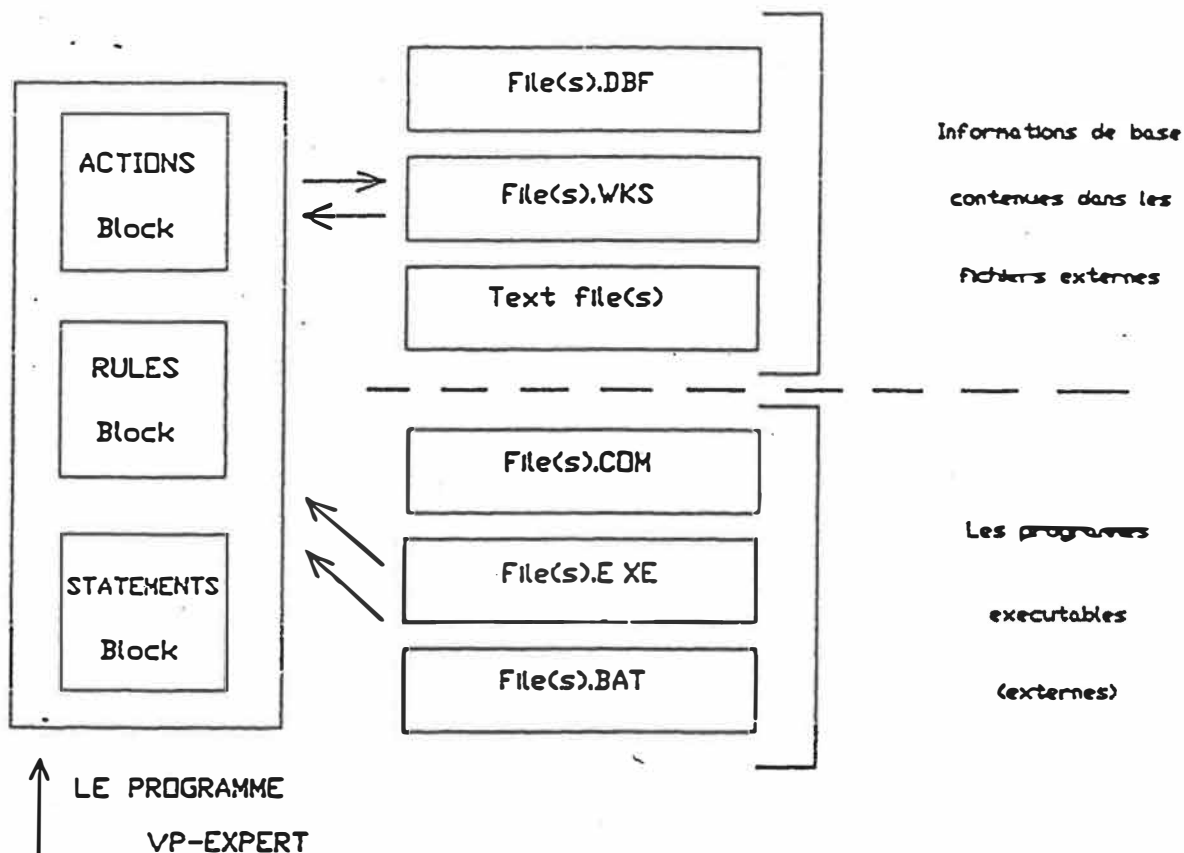 ACTIONS
Block
RULES
Block
STATEMENTS
Block
LE PROGRAMME
VP-EXPERT
File(s).DBF
File(s).WKS
Text file(s)
File(s).COM
File(s).E XE
File(s).BAT
Informations de base
contenues dans les
fichiers externes
Les programes
executables
(externes)